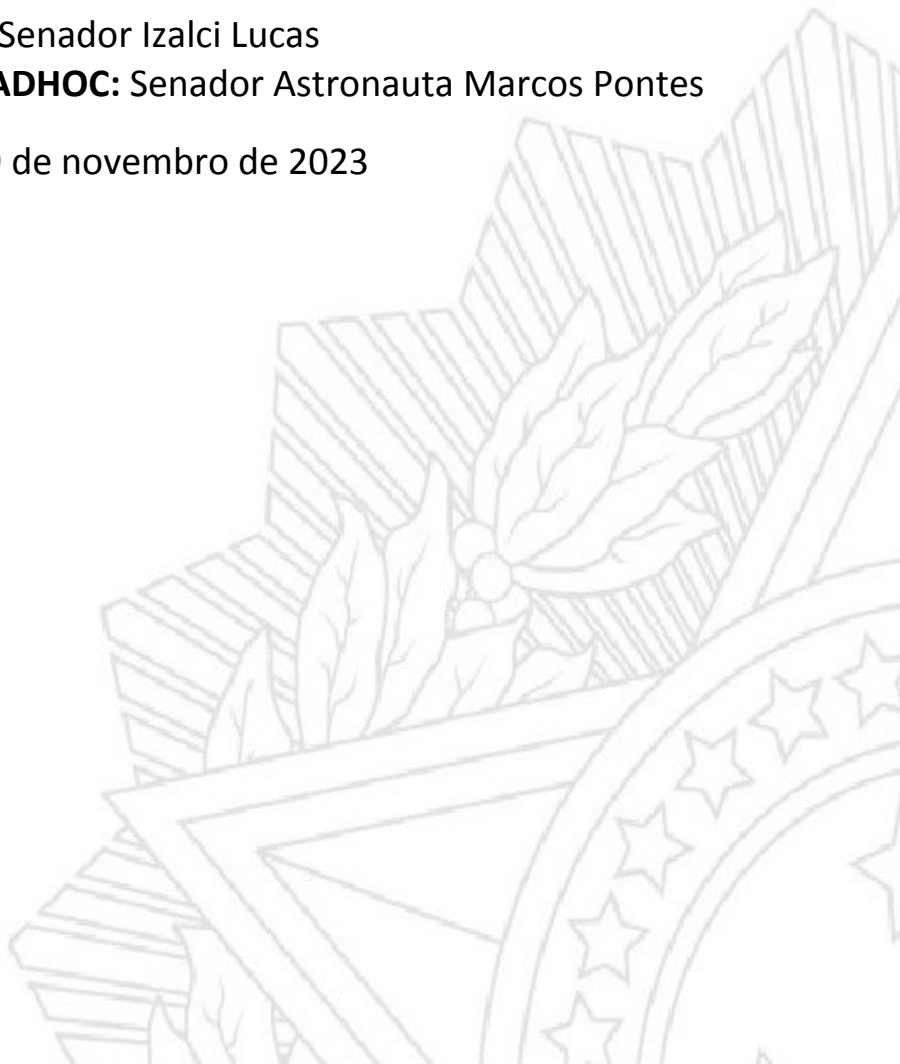 Senador Izalci Lucas
ADHOC: Senador Astronauta Marcos Pontes
de novembro de 2023